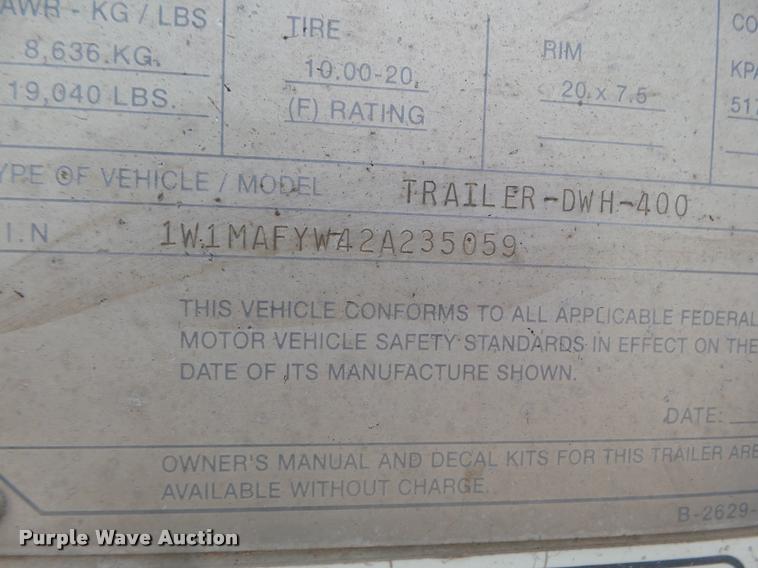 AWR - KG / LBS
8,636 KG.
19,040 LBS.
TIRE
10.00-20
(F) RATING
RIM
20 x 7.5
CO
KPA
517
TYPE OF VEHICLE / MODEL TRAILER-DWH-400
V.I.N. 1W1MAFYW42A235059
THIS VEHICLE CONFORMS TO ALL APPLICABLE FEDERAL
MOTOR VEHICLE SAFETY STANDARDS IN EFFECT ON THE
DATE OF ITS MANUFACTURE SHOWN.
DATE:
OWNER'S MANUAL AND DECAL KITS FOR THIS TRAILER ARE
AVAILABLE WITHOUT CHARGE.
B-2629-
Purple Wave Auction